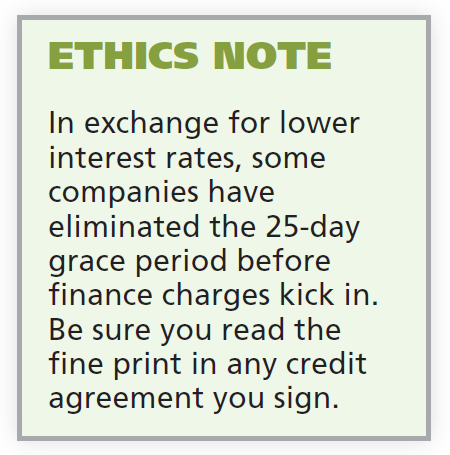 ETHICS NOTE
In exchange for lower
interest rates, some
companies have
eliminated the 25-day
grace period before
finance charges kick in.
Be sure you read the
fine print in any credit
agreement you sign.